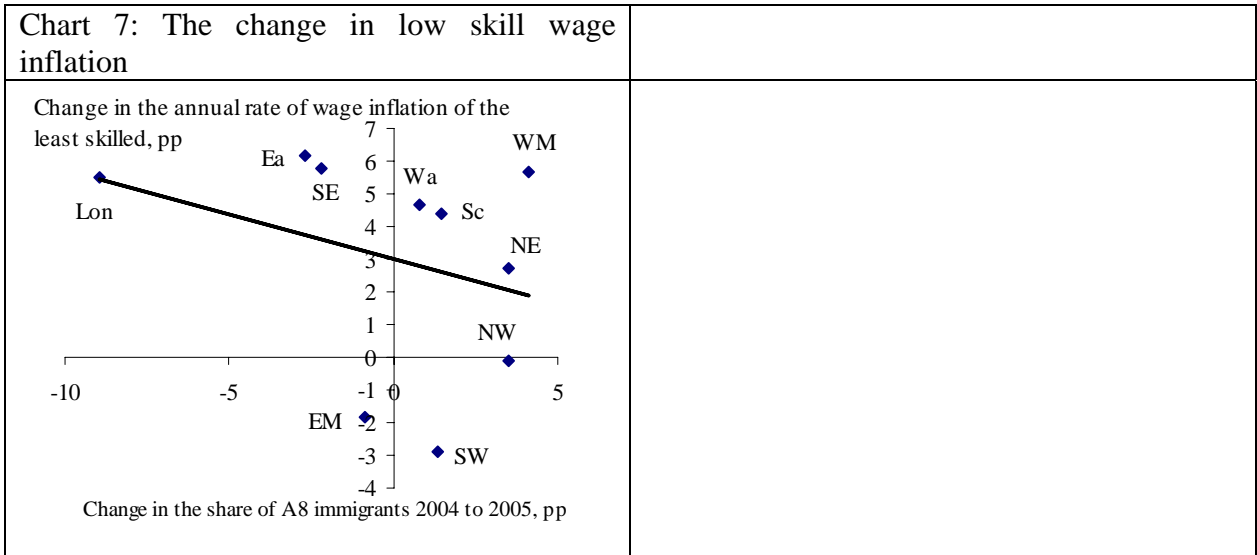 Chart 7: The change in low skill wage
inflation
Change in the annual rate of wage inflation of the
least skilled, pp
7
6
5
4
3
2
1
0
-1
-2
-3
-4
-10
-5
0
5
Lon
Ea
SE
Wa
Sc
WM
NE
NW
EM
SW
Change in the share of A8 immigrants 2004 to 2005, pp